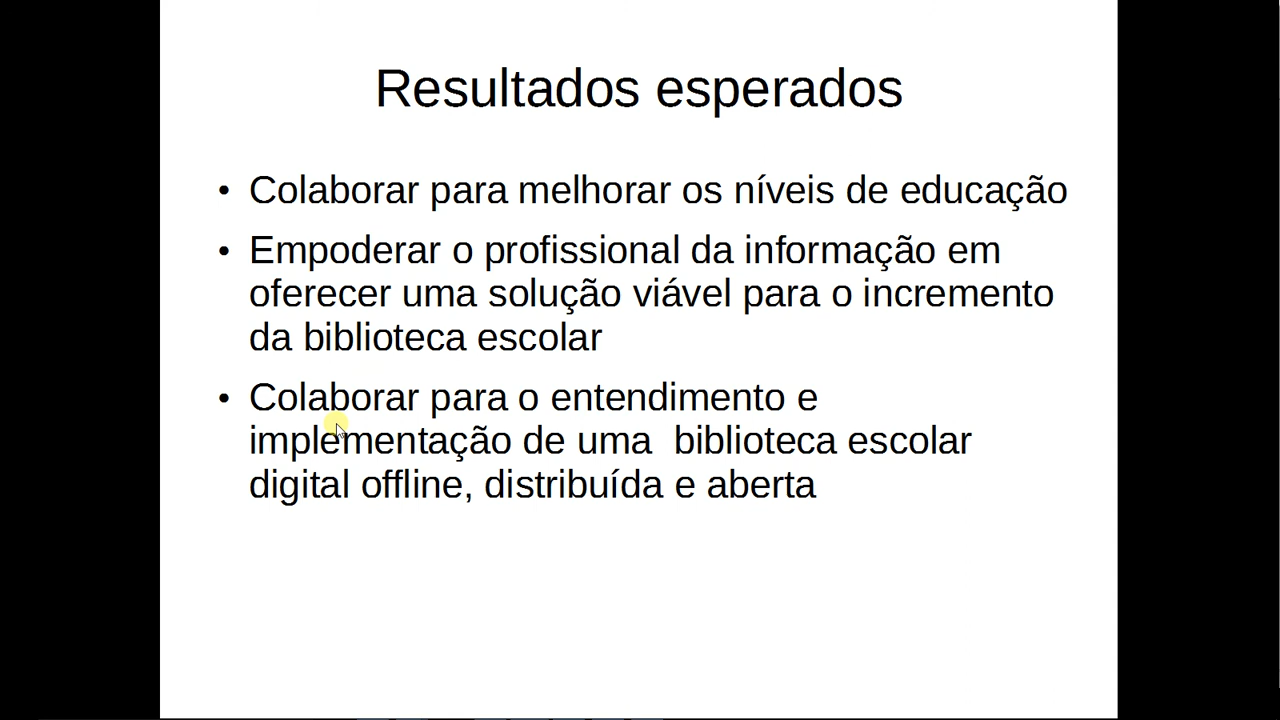 Resultados esperados
• Colaborar para melhorar os níveis de educação
• Empoderar o profissional da informação em
oferecer uma solução viável para o incremento
da biblioteca escolar
• Colaborar para o entendimento e
implementação de uma  biblioteca escolar
digital offline, distribuída e aberta